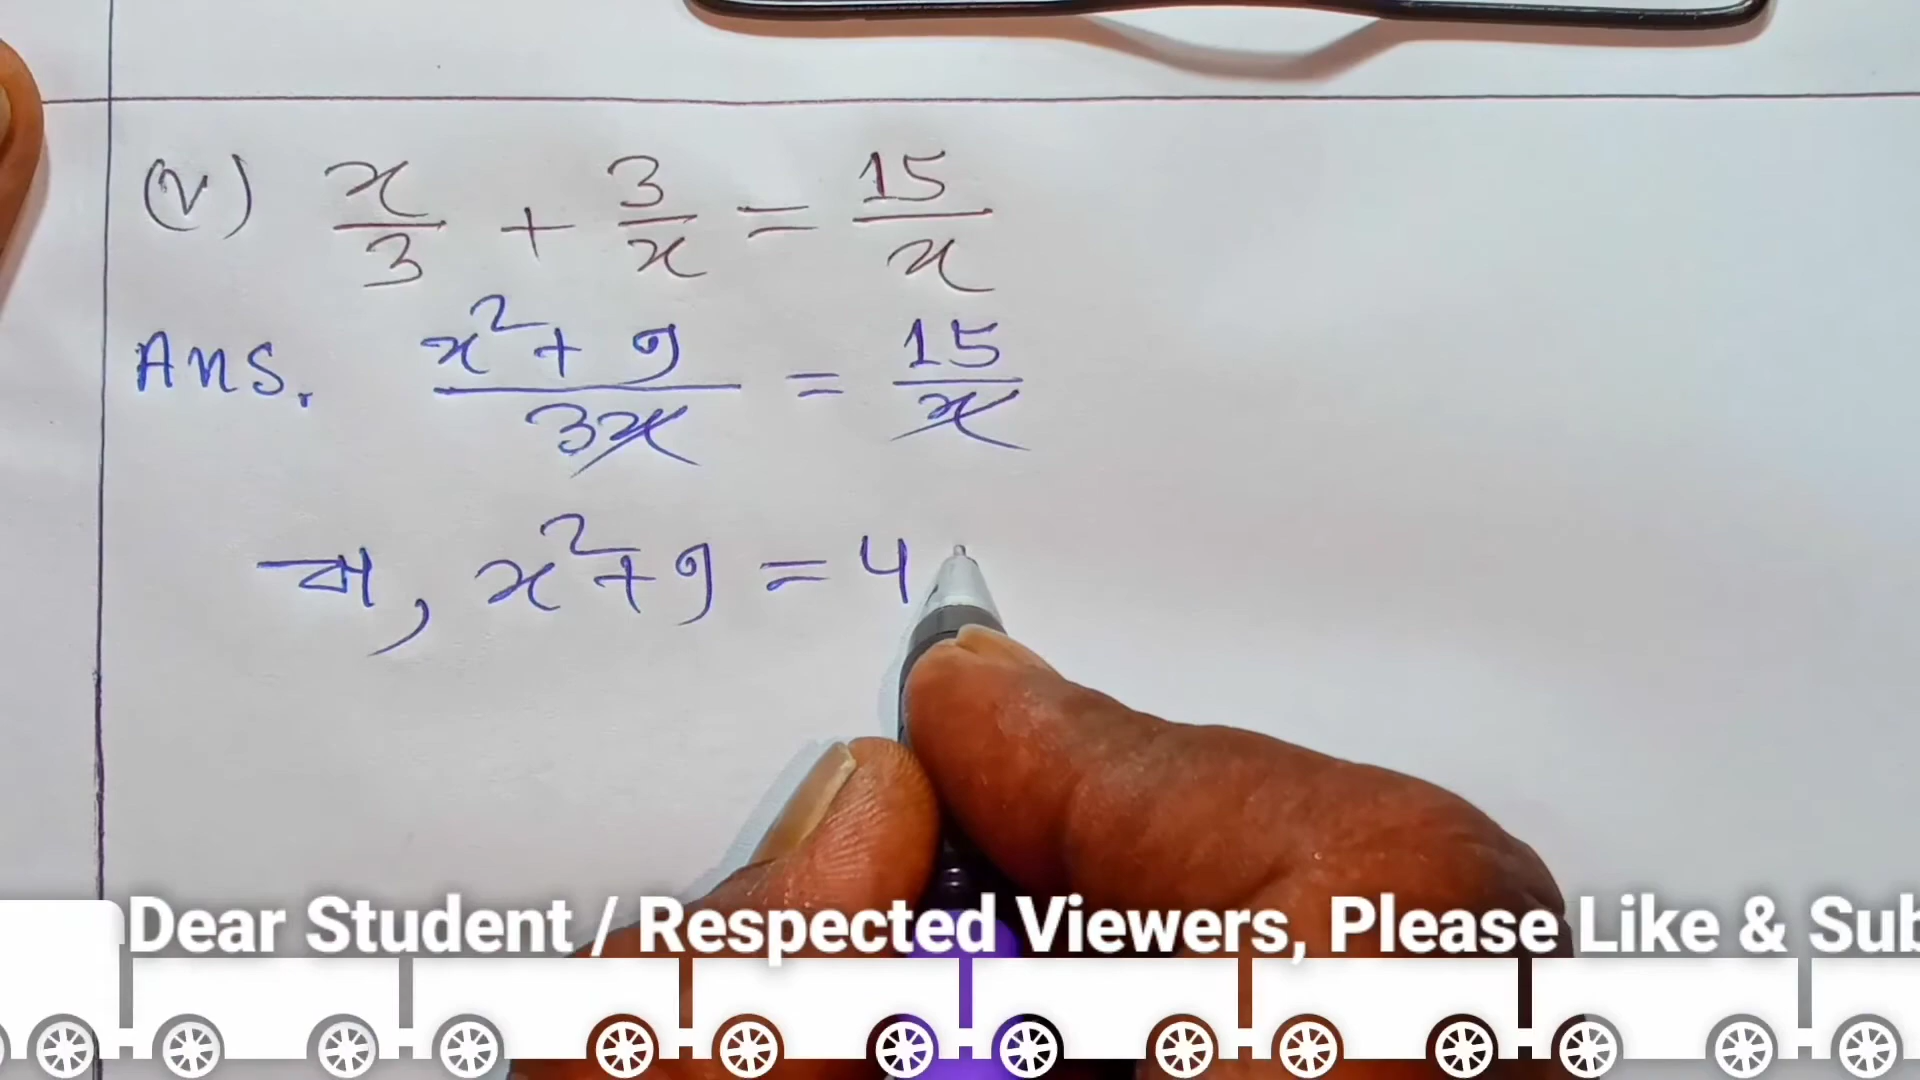 (v) x/3 + 3/x = 15/x
Ans. x²+9/3x = 15/x
বা, x²+9 = 4
Dear Student / Respected Viewers, Please Like & Sub